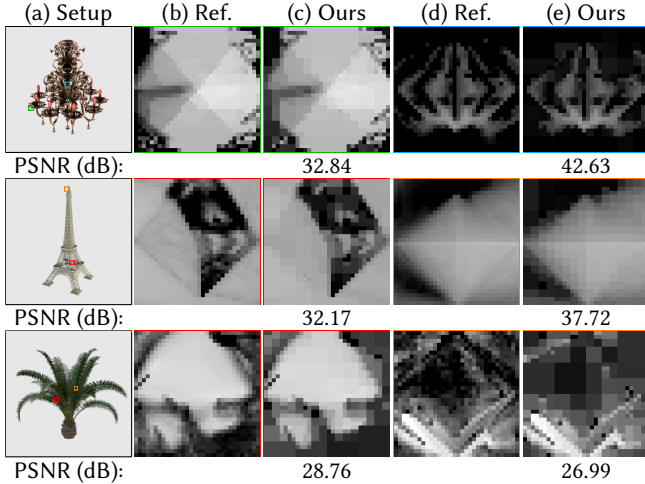 (a) Setup (b) Ref. (c) Ours (d) Ref. (e) Ours
PSNR (dB): 32.84 42.63
PSNR (dB): 32.17 37.72
PSNR (dB): 28.76 26.99